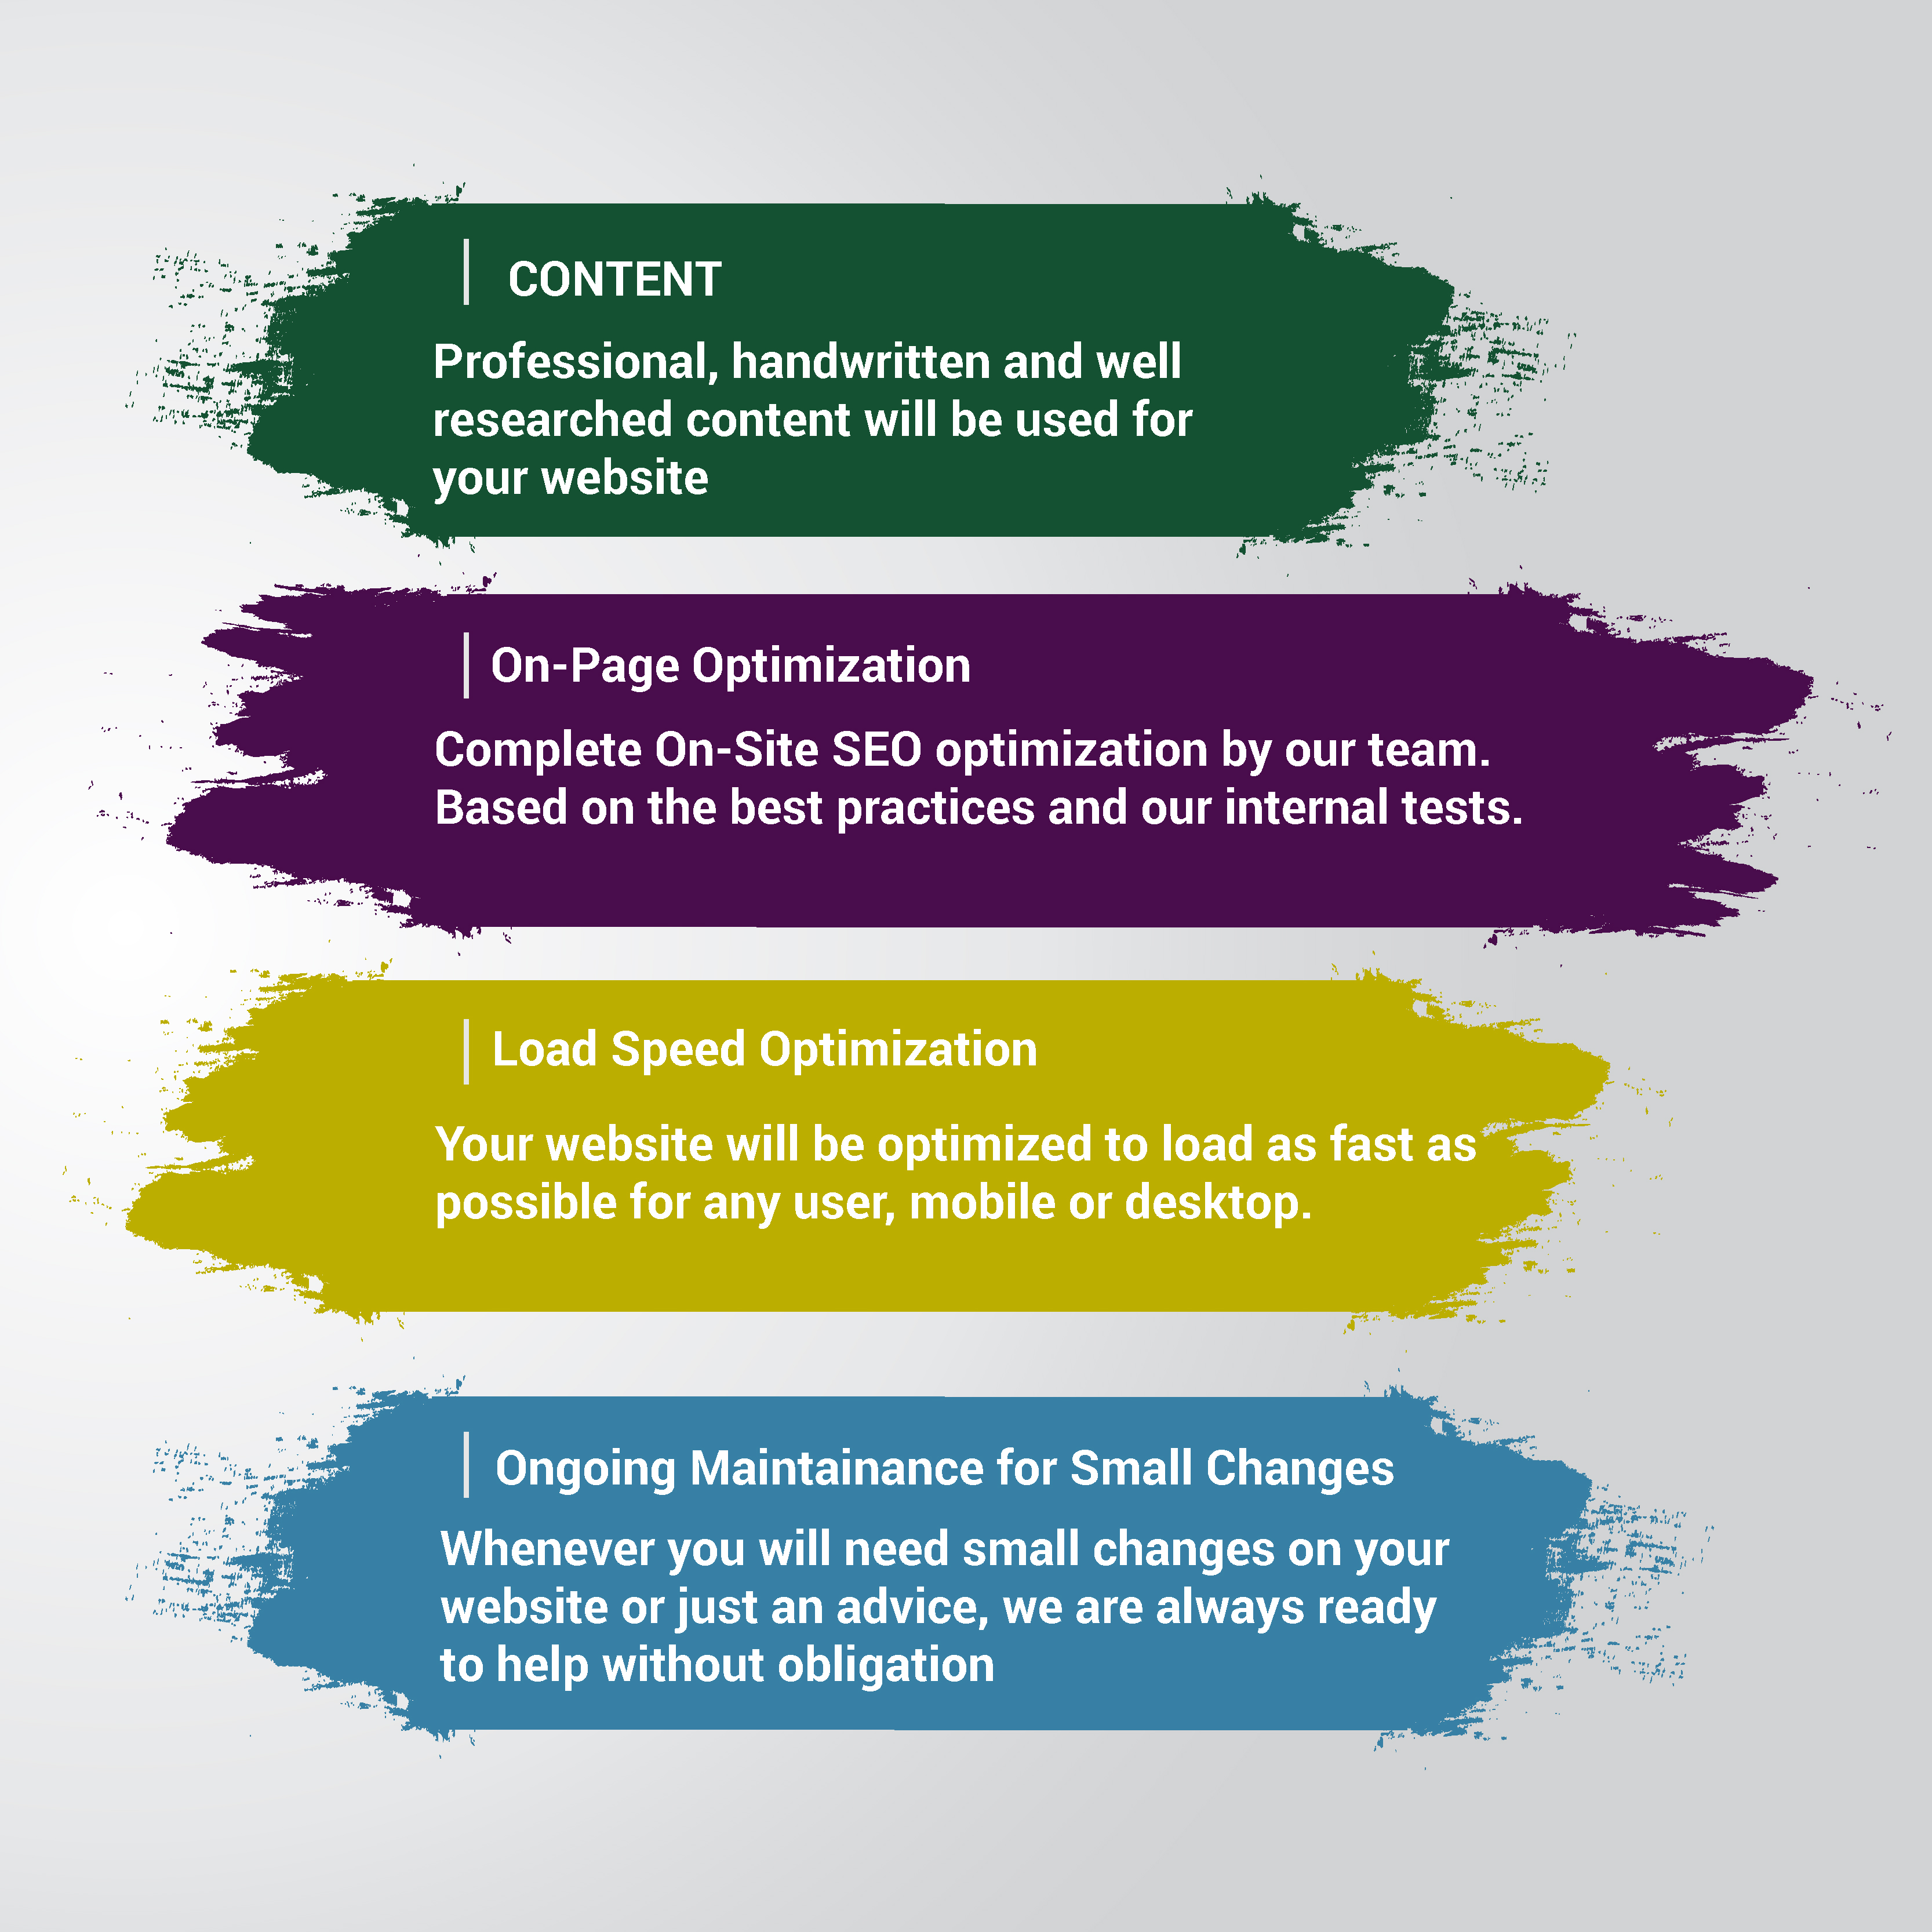 CONTENT
Professional, handwritten and well
researched content will be used for
your website
On-Page Optimization
Complete On-Site SEO optimization by our team.
Based on the best practices and our internal tests.
Load Speed Optimization
Your website will be optimized to load as fast as
possible for any user, mobile or desktop.
Ongoing Maintainance for Small Changes
Whenever you will need small changes on your
website or just an advice, we are always ready
to help without obligation